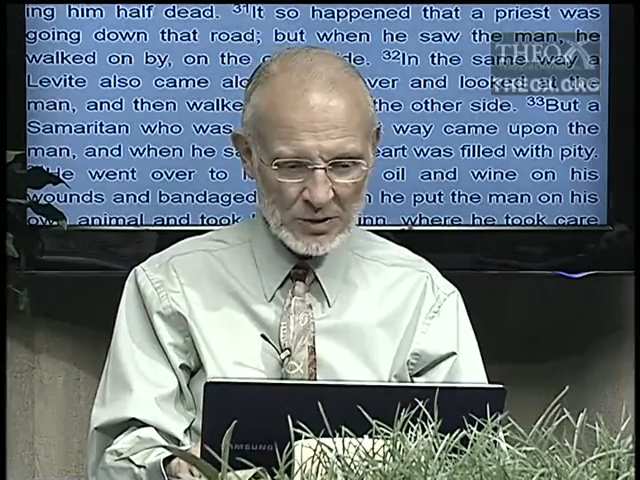 ing him half dead. 31It so happened that a priest was
going down that road; but when he saw the man, he
walked on by, on the side. 32In the same way a
Levite also came over and looked at the
man, and then walked the other side. 33But a
Samaritan who was way came upon the
man, and when he heart was filled with pity.
He went over to oil and wine on his
wounds and bandaged he put the man on his
own animal and took inn, where he took care
THEO
THEOX.ORG
SAMSUNG